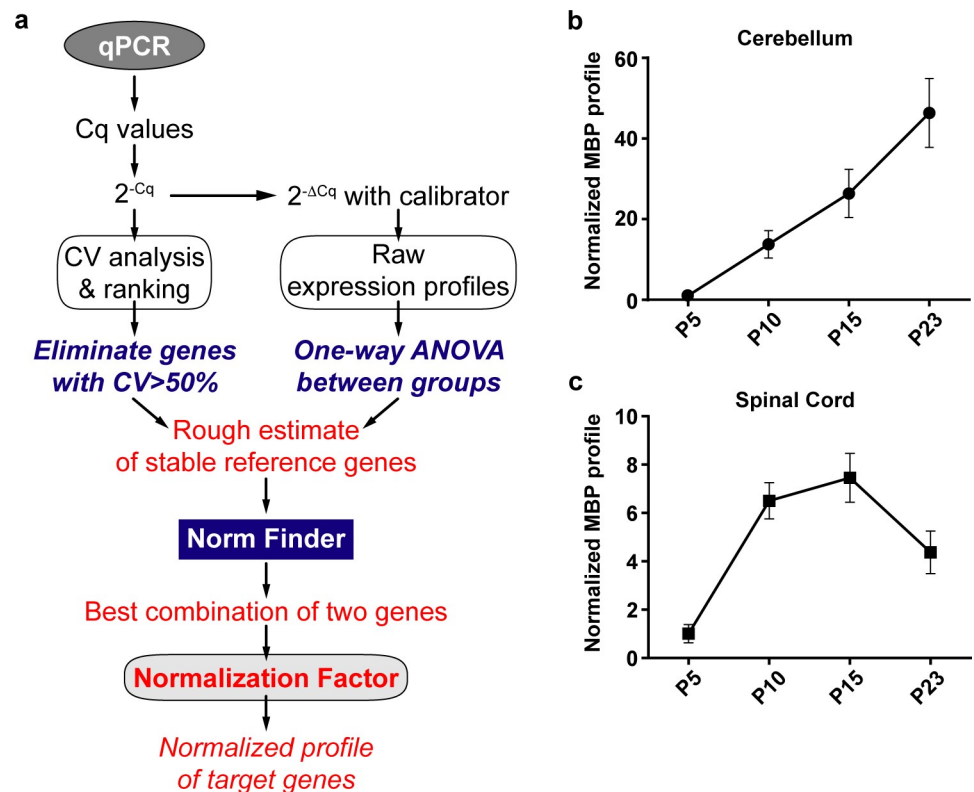 a
qPCR
Cq values
2^-Cq
2^-ΔCq with calibrator
CV analysis
& ranking
Raw
expression profiles
Eliminate genes
with CV>50%
One-way ANOVA
between groups
Rough estimate
of stable reference genes
Norm Finder
Best combination of two genes
Normalization Factor
Normalized profile
of target genes
b
Cerebellum
Normalized MBP profile
60
40
20
0
P5
P10
P15
P23
c
Spinal Cord
Normalized MBP profile
10
8
6
4
2
0
P5
P10
P15
P23